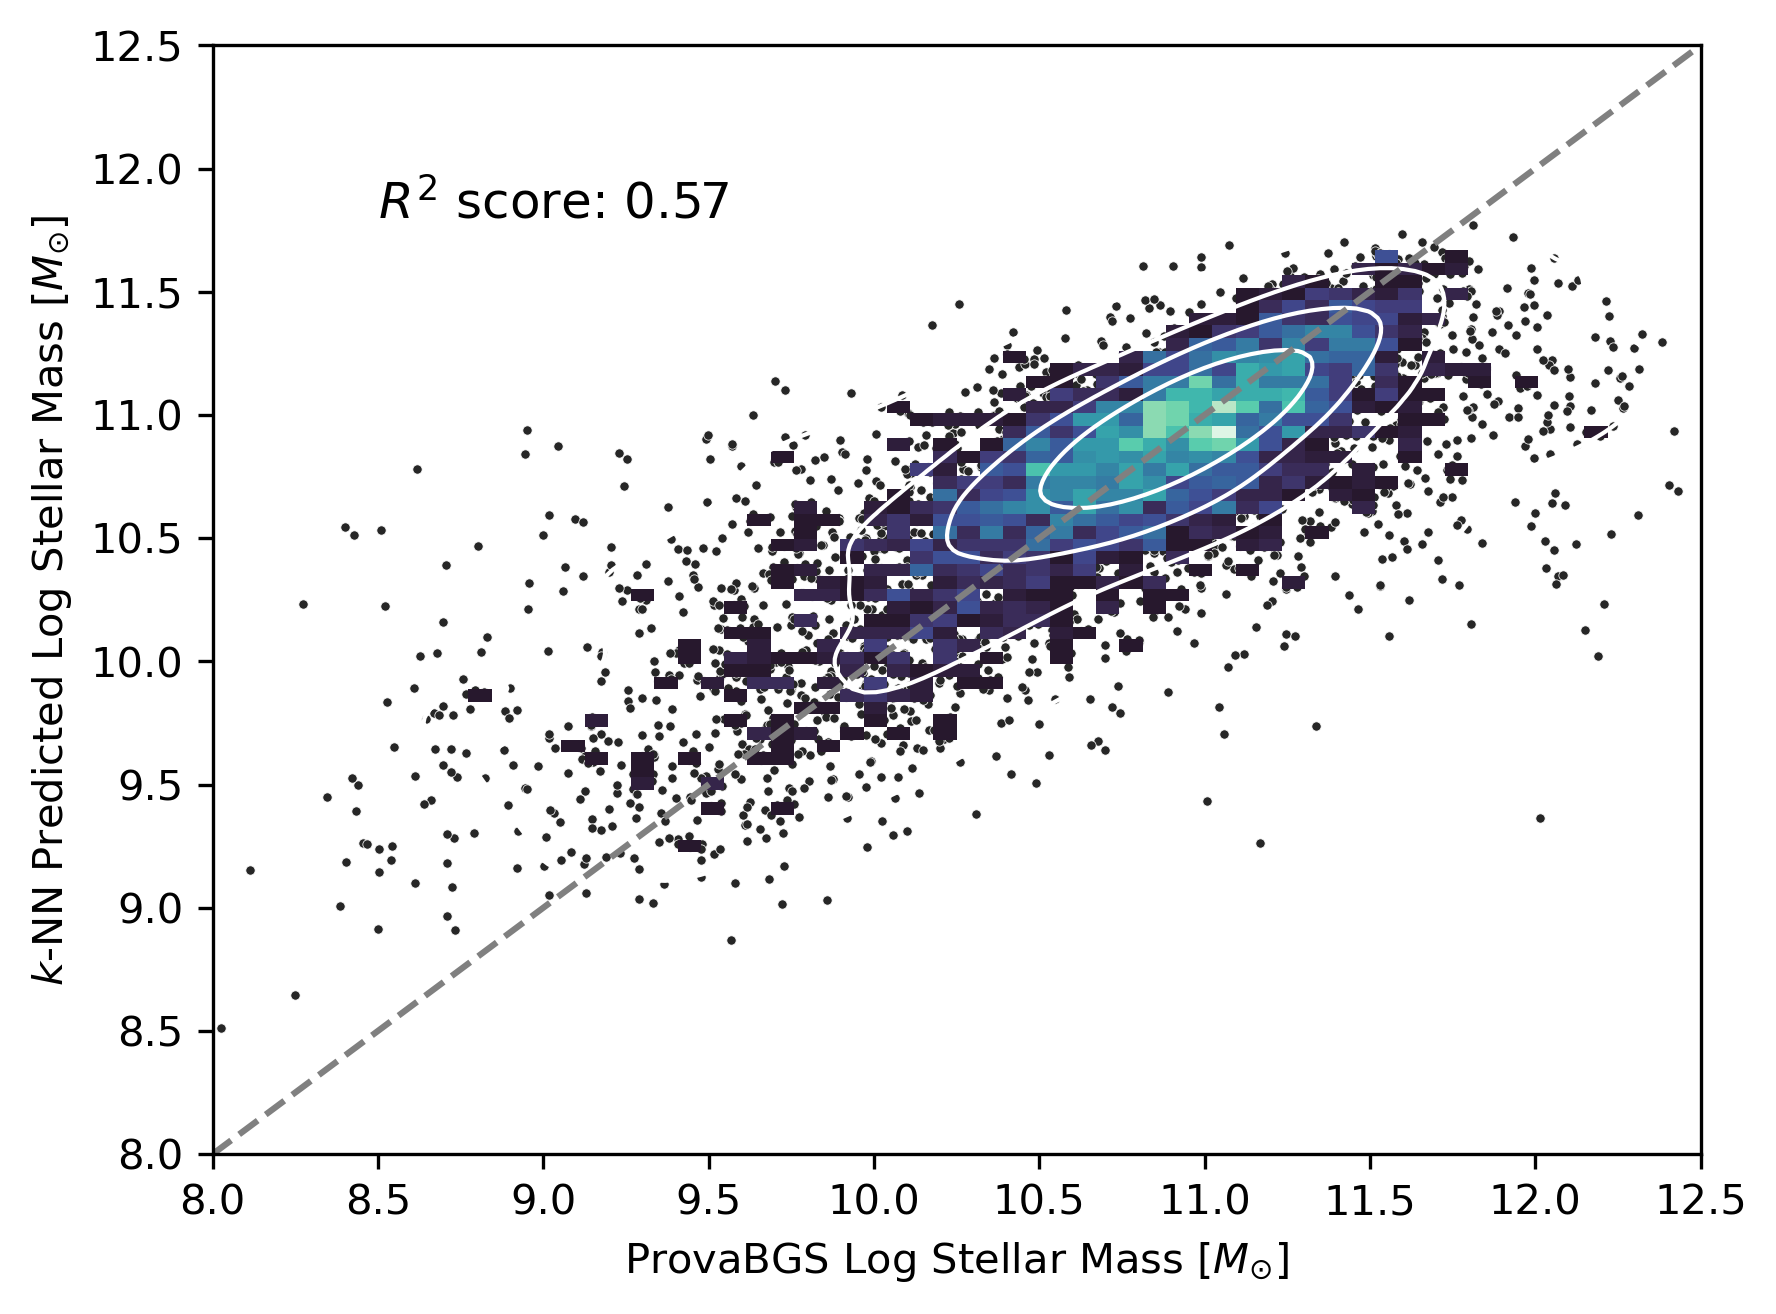 12.5
12.0
11.5
11.0
10.5
10.0
9.5
9.0
8.5
8.0
k-NN Predicted Log Stellar Mass [M☉]
R² score: 0.57
8.0 8.5 9.0 9.5 10.0 10.5 11.0 11.5 12.0 12.5
ProvaBGS Log Stellar Mass [M☉]